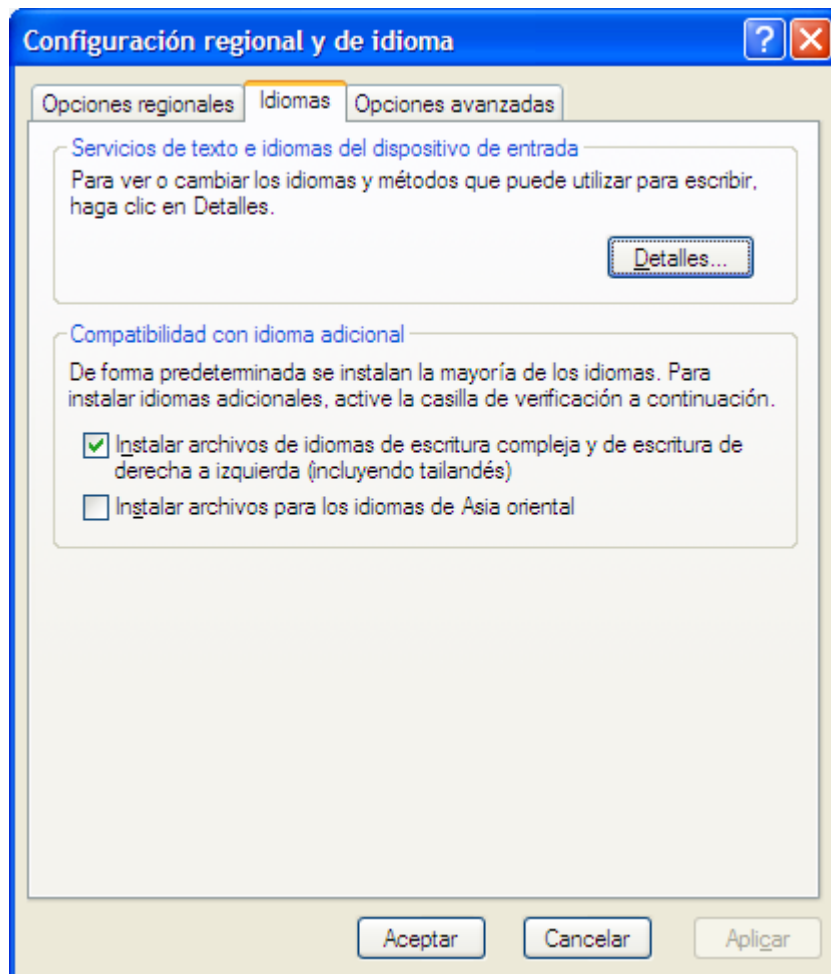 Configuración regional y de idioma
Opciones regionales
Idiomas
Opciones avanzadas
Servicios de texto e idiomas del dispositivo de entrada
Para ver o cambiar los idiomas y métodos que puede utilizar para escribir,
haga clic en Detalles.
Detalles...
Compatibilidad con idioma adicional
De forma predeterminada se instalan la mayoría de los idiomas. Para
instalar idiomas adicionales, active la casilla de verificación a continuación.
Instalar archivos de idiomas de escritura compleja y de escritura de
derecha a izquierda (incluyendo tailandés)
Instalar archivos para los idiomas de Asia oriental
Aceptar
Cancelar
Aplicar